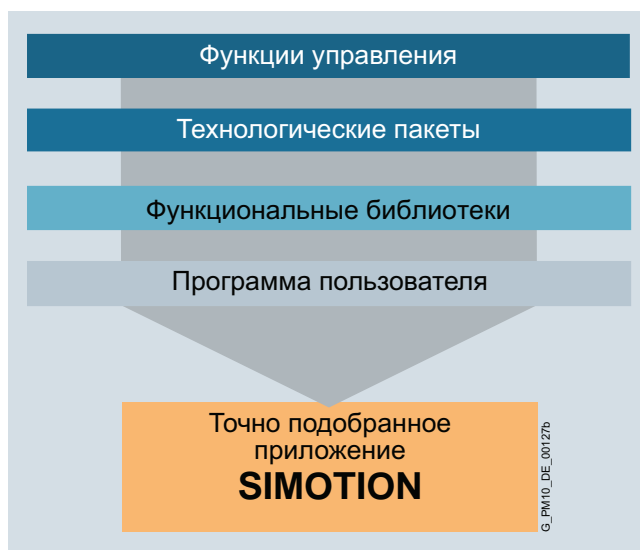 Функции управления
Технологические пакеты
Функциональные библиотеки
Программа пользователя
Точно подобранное
приложение
SIMOTION
G_PM10_DE_00127b